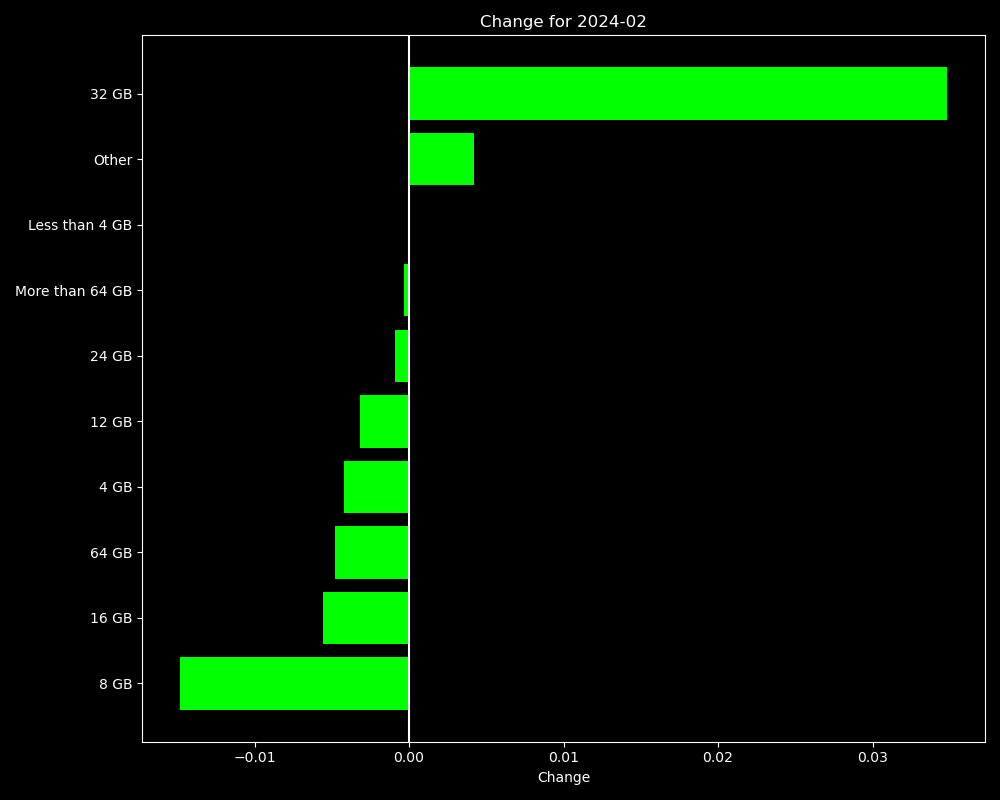 Change for 2024-02
32 GB
Other
Less than 4 GB
More than 64 GB
24 GB
12 GB
4 GB
64 GB
16 GB
8 GB
−0.01 0.00 0.01 0.02 0.03
Change